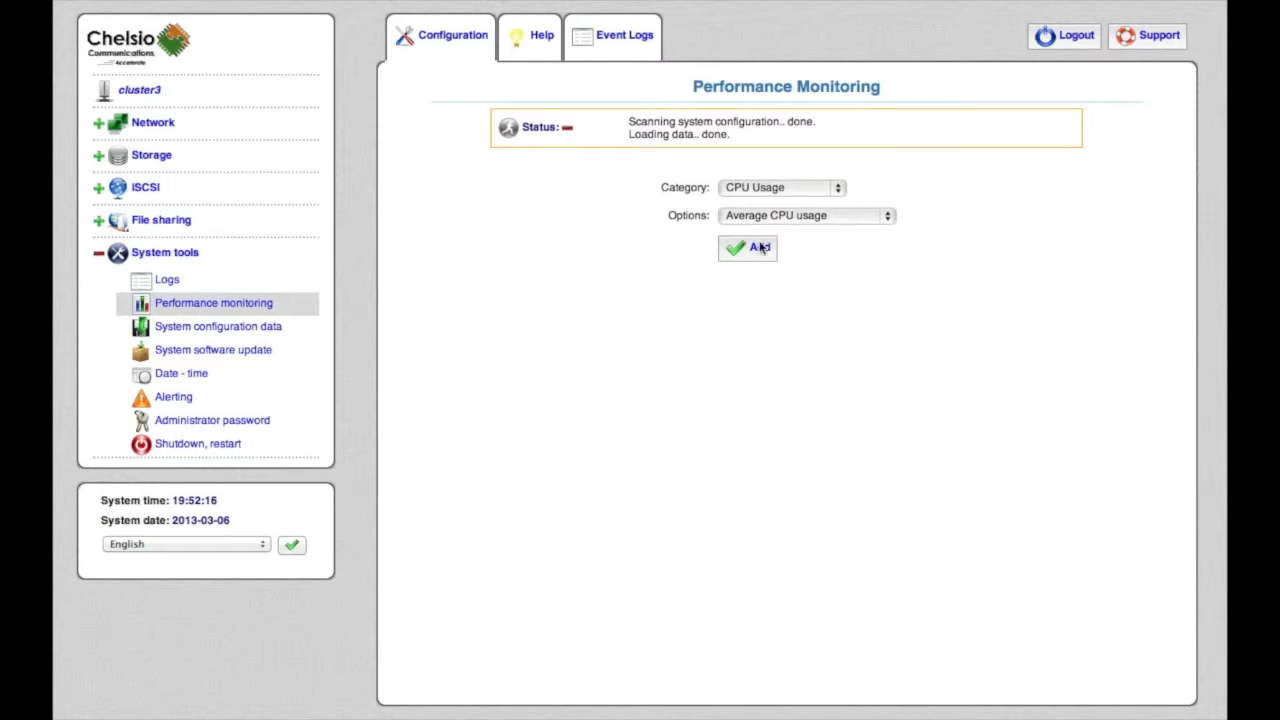 Chelsio
Communications
Accelerate
cluster3
Network
Storage
iSCSI
File sharing
System tools
Logs
Performance monitoring
System configuration data
System software update
Date - time
Alerting
Administrator password
Shutdown, restart
System time: 19:52:16
System date: 2013-03-06
English
Configuration
Help
Event Logs
Logout
Support
Performance Monitoring
Status:
Scanning system configuration.. done.
Loading data.. done.
Category: CPU Usage
Options: Average CPU usage
Add